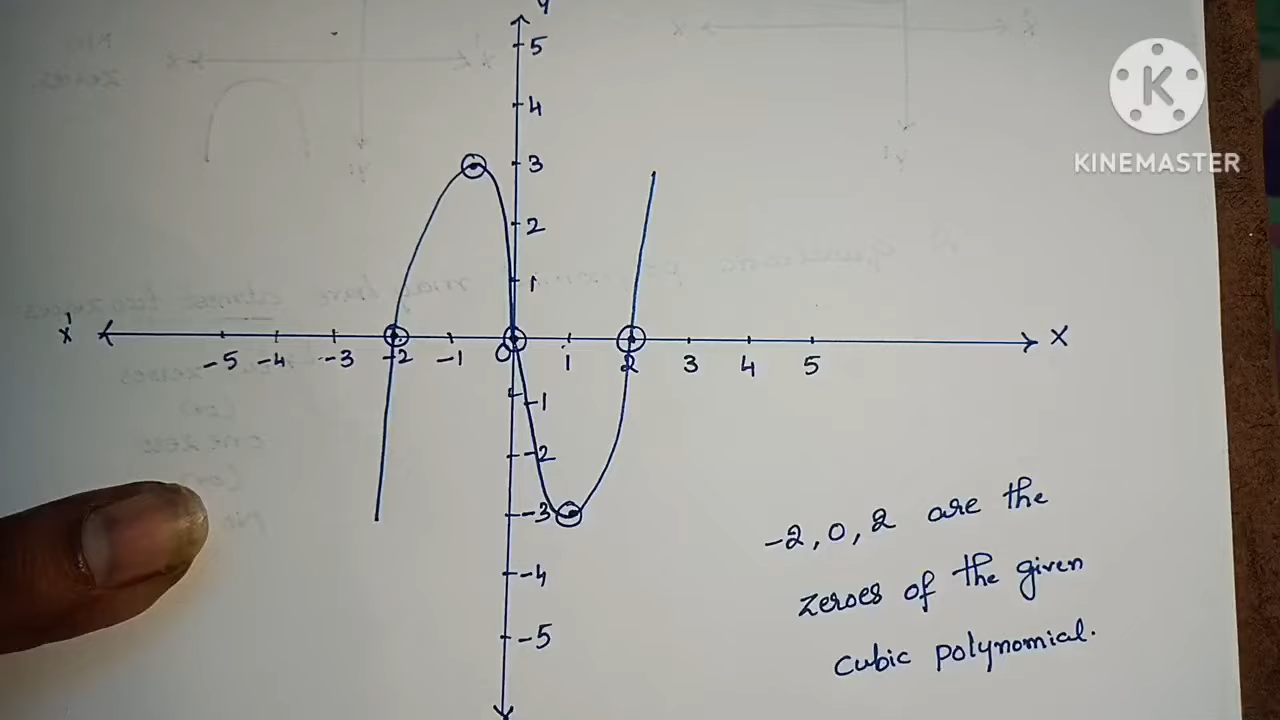 Y
5
4
3
2
1
X' -5 -4 -3 -2 -1 0 1 2 3 4 5 X
-1
-2
-3
-4
-5
K
KINEMASTER
-2, 0, 2 are the
zeroes of the given
cubic polynomial.